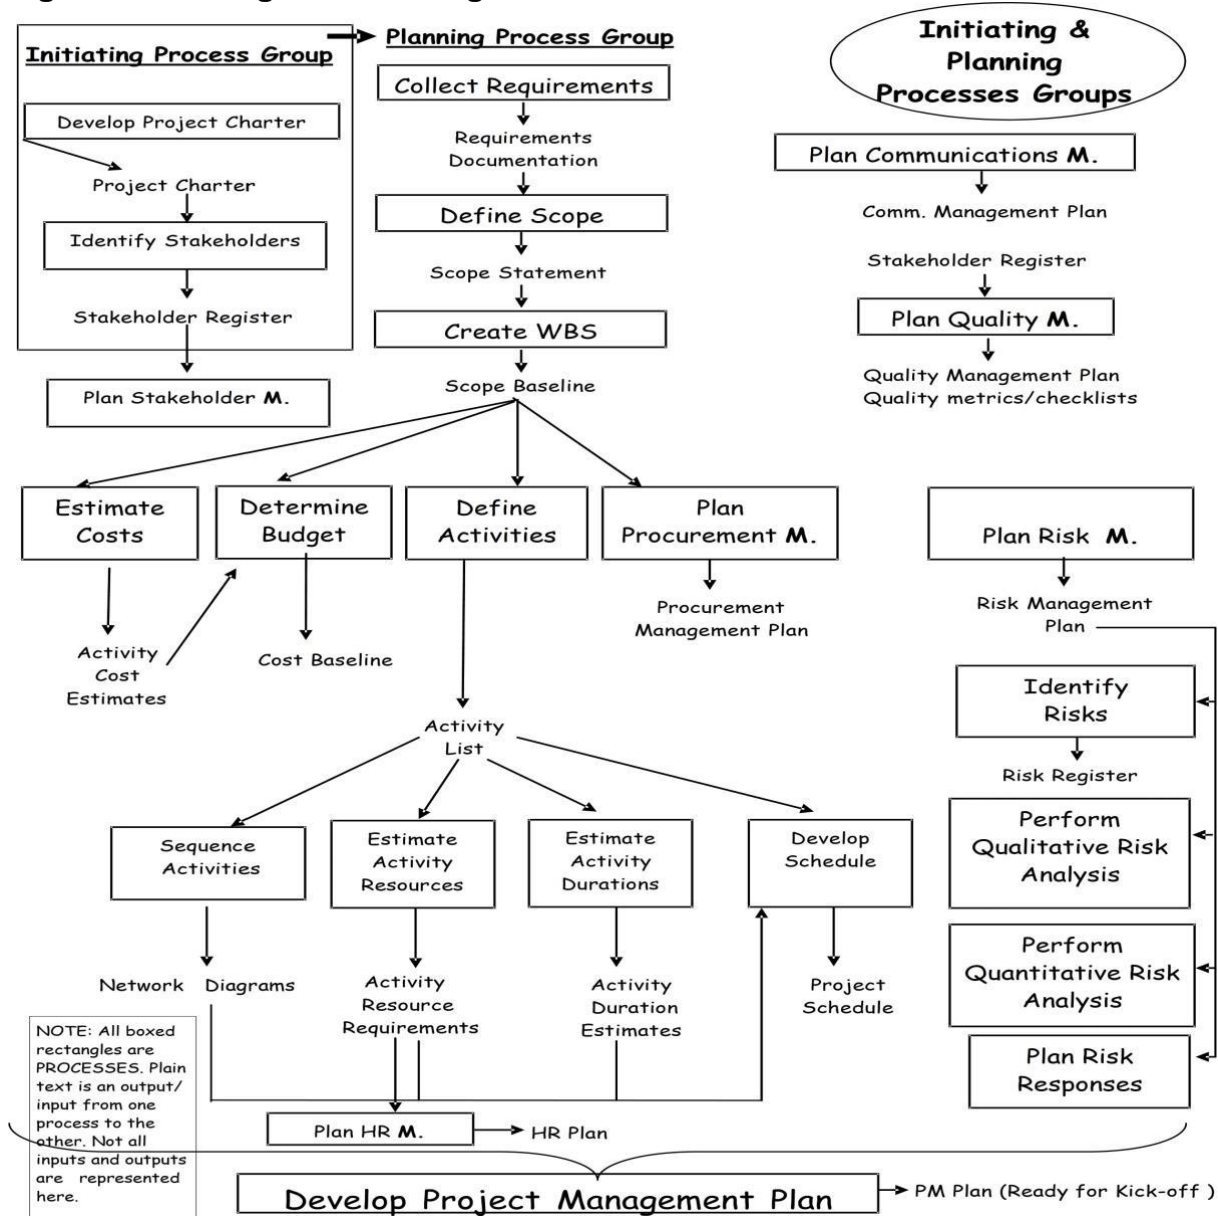 Initiating Process Group
Planning Process Group
Initiating &
Planning
Processes Groups
Develop Project Charter
Project Charter
Identify Stakeholders
Stakeholder Register
Plan Stakeholder M.
Collect Requirements
Requirements
Documentation
Define Scope
Scope Statement
Create WBS
Scope Baseline
Plan Communications M.
Comm. Management Plan
Stakeholder Register
Plan Quality M.
Quality Management Plan
Quality metrics/checklists
Estimate
Costs
Activity
Cost
Estimates
Determine
Budget
Cost Baseline
Define
Activities
Activity
List
Plan
Procurement M.
Procurement
Management Plan
Plan Risk M.
Risk Management
Plan
Identify
Risks
Risk Register
Perform
Qualitative Risk
Analysis
Perform
Quantitative Risk
Analysis
Plan Risk
Responses
Sequence
Activities
Network Diagrams
Estimate
Activity
Resources
Activity
Resource
Requirements
Estimate
Activity
Durations
Activity
Duration
Estimates
Develop
Schedule
Project
Schedule
NOTE: All boxed
rectangles are
PROCESSES. Plain
text is an output/
input from one
process to the
other. Not all
inputs and outputs
are represented
here.
Plan HR M.
HR Plan
Develop Project Management Plan
PM Plan (Ready for Kick-off )